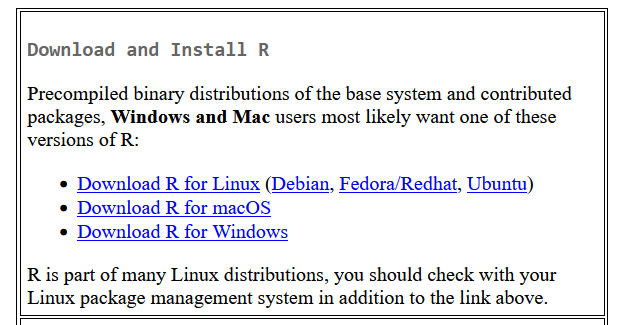 Download and Install R
Precompiled binary distributions of the base system and contributed
packages, Windows and Mac users most likely want one of these
versions of R:
• Download R for Linux (Debian, Fedora/Redhat, Ubuntu)
• Download R for macOS
• Download R for Windows
R is part of many Linux distributions, you should check with your
Linux package management system in addition to the link above.